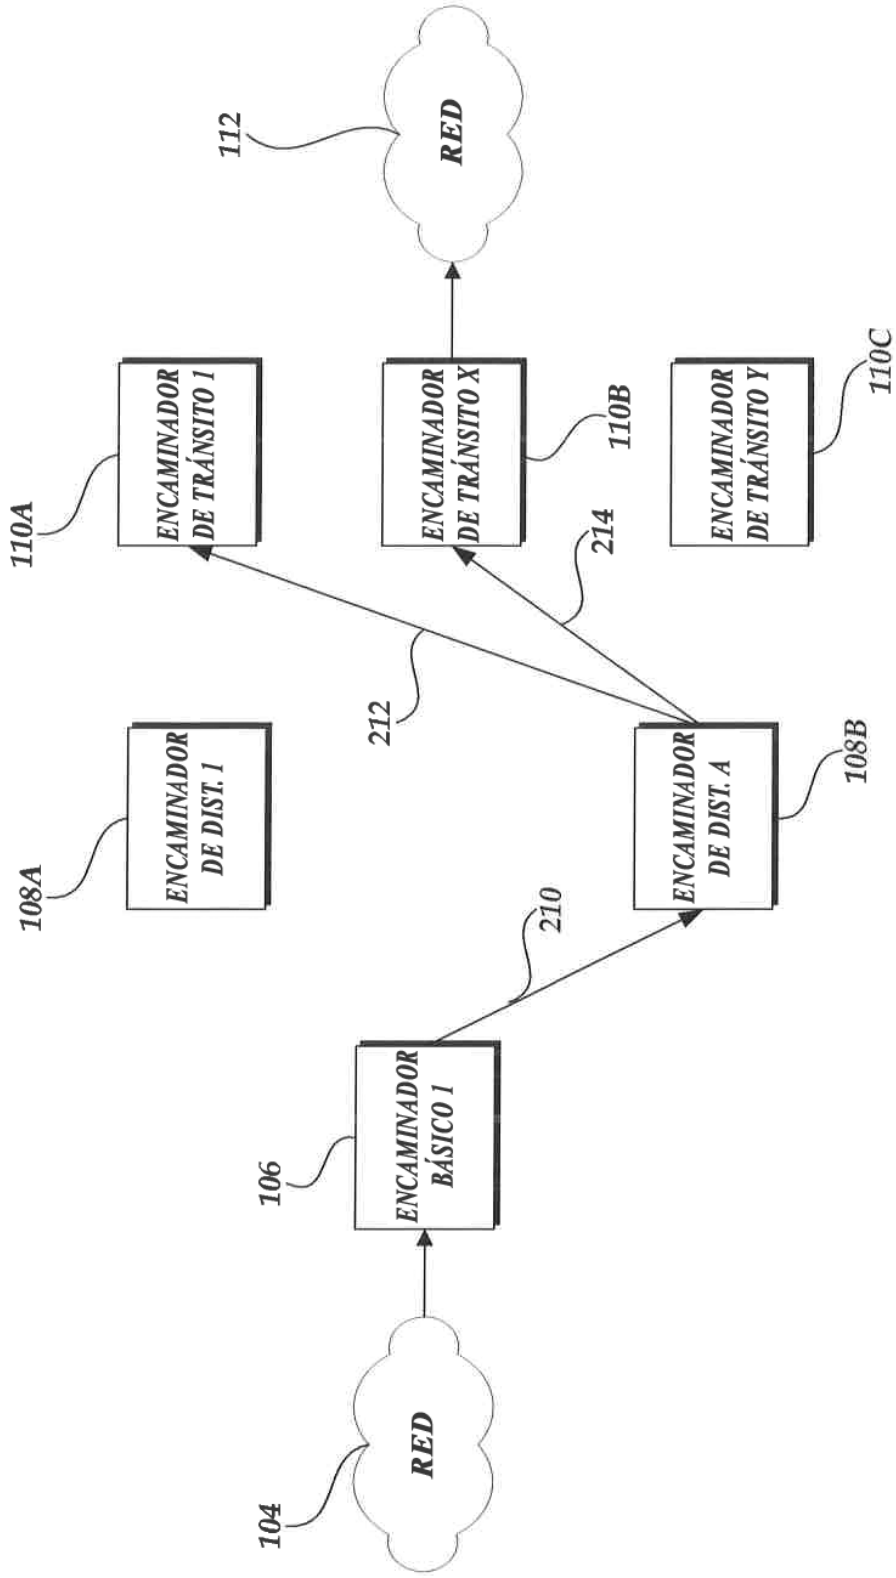 104
RED
106
ENCAMINADOR
BÁSICO 1
210
108A
ENCAMINADOR
DE DIST. 1
108B
ENCAMINADOR
DE DIST. A
212
214
110A
ENCAMINADOR
DE TRÁNSITO 1
110B
ENCAMINADOR
DE TRÁNSITO X
110C
ENCAMINADOR
DE TRÁNSITO Y
112
RED